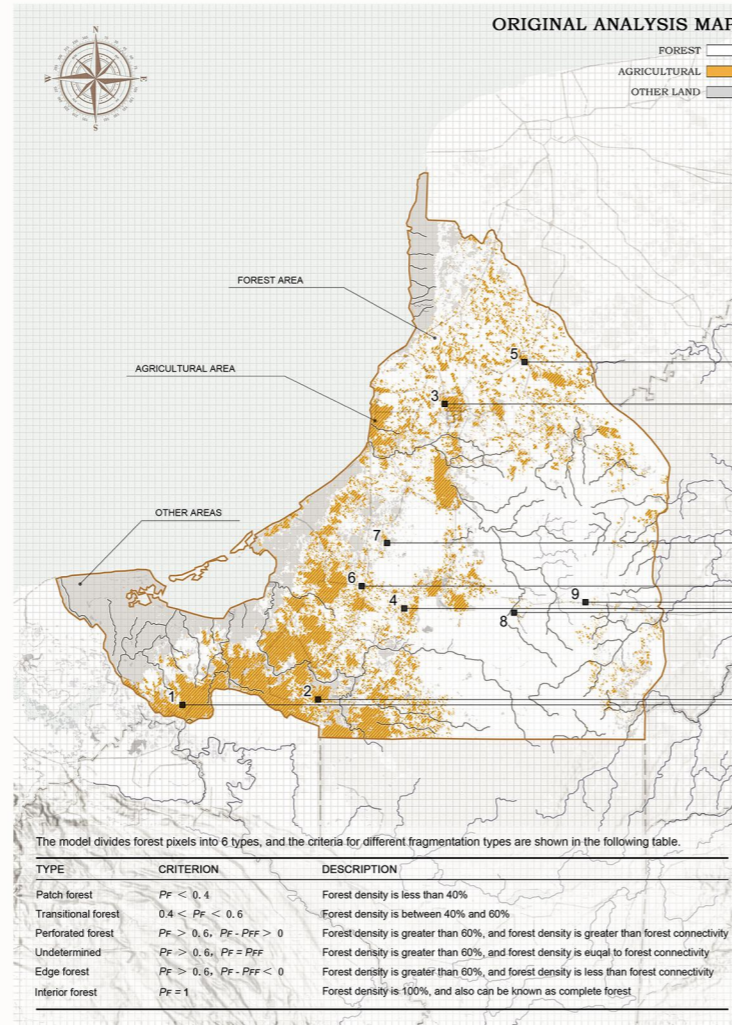 ORIGINAL ANALYSIS MAP
FOREST
AGRICULTURAL
OTHER LAND
N
W
E
S
FOREST AREA
AGRICULTURAL AREA
OTHER AREAS
5
3
7
6
4
9
8
2
1
The model divides forest pixels into 6 types, and the criteria for different fragmentation types are shown in the following table.
TYPE CRITERION DESCRIPTION
Patch forest PF < 0.4 Forest density is less than 40%
Transitional forest 0.4 < PF < 0.6 Forest density is between 40% and 60%
Perforated forest PF > 0.6, PF-PFF > 0 Forest density is greater than 60%, and forest density is greater than forest connectivity
Undetermined PF > 0.6, PF=PFF Forest density is greater than 60%, and forest density is euqal to forest connectivity
Edge forest PF > 0.6, PF-PFF < 0 Forest density is greater than 60%, and forest density is less than forest connectivity
Interior forest PF=1 Forest density is 100%, and also can be known as complete forest